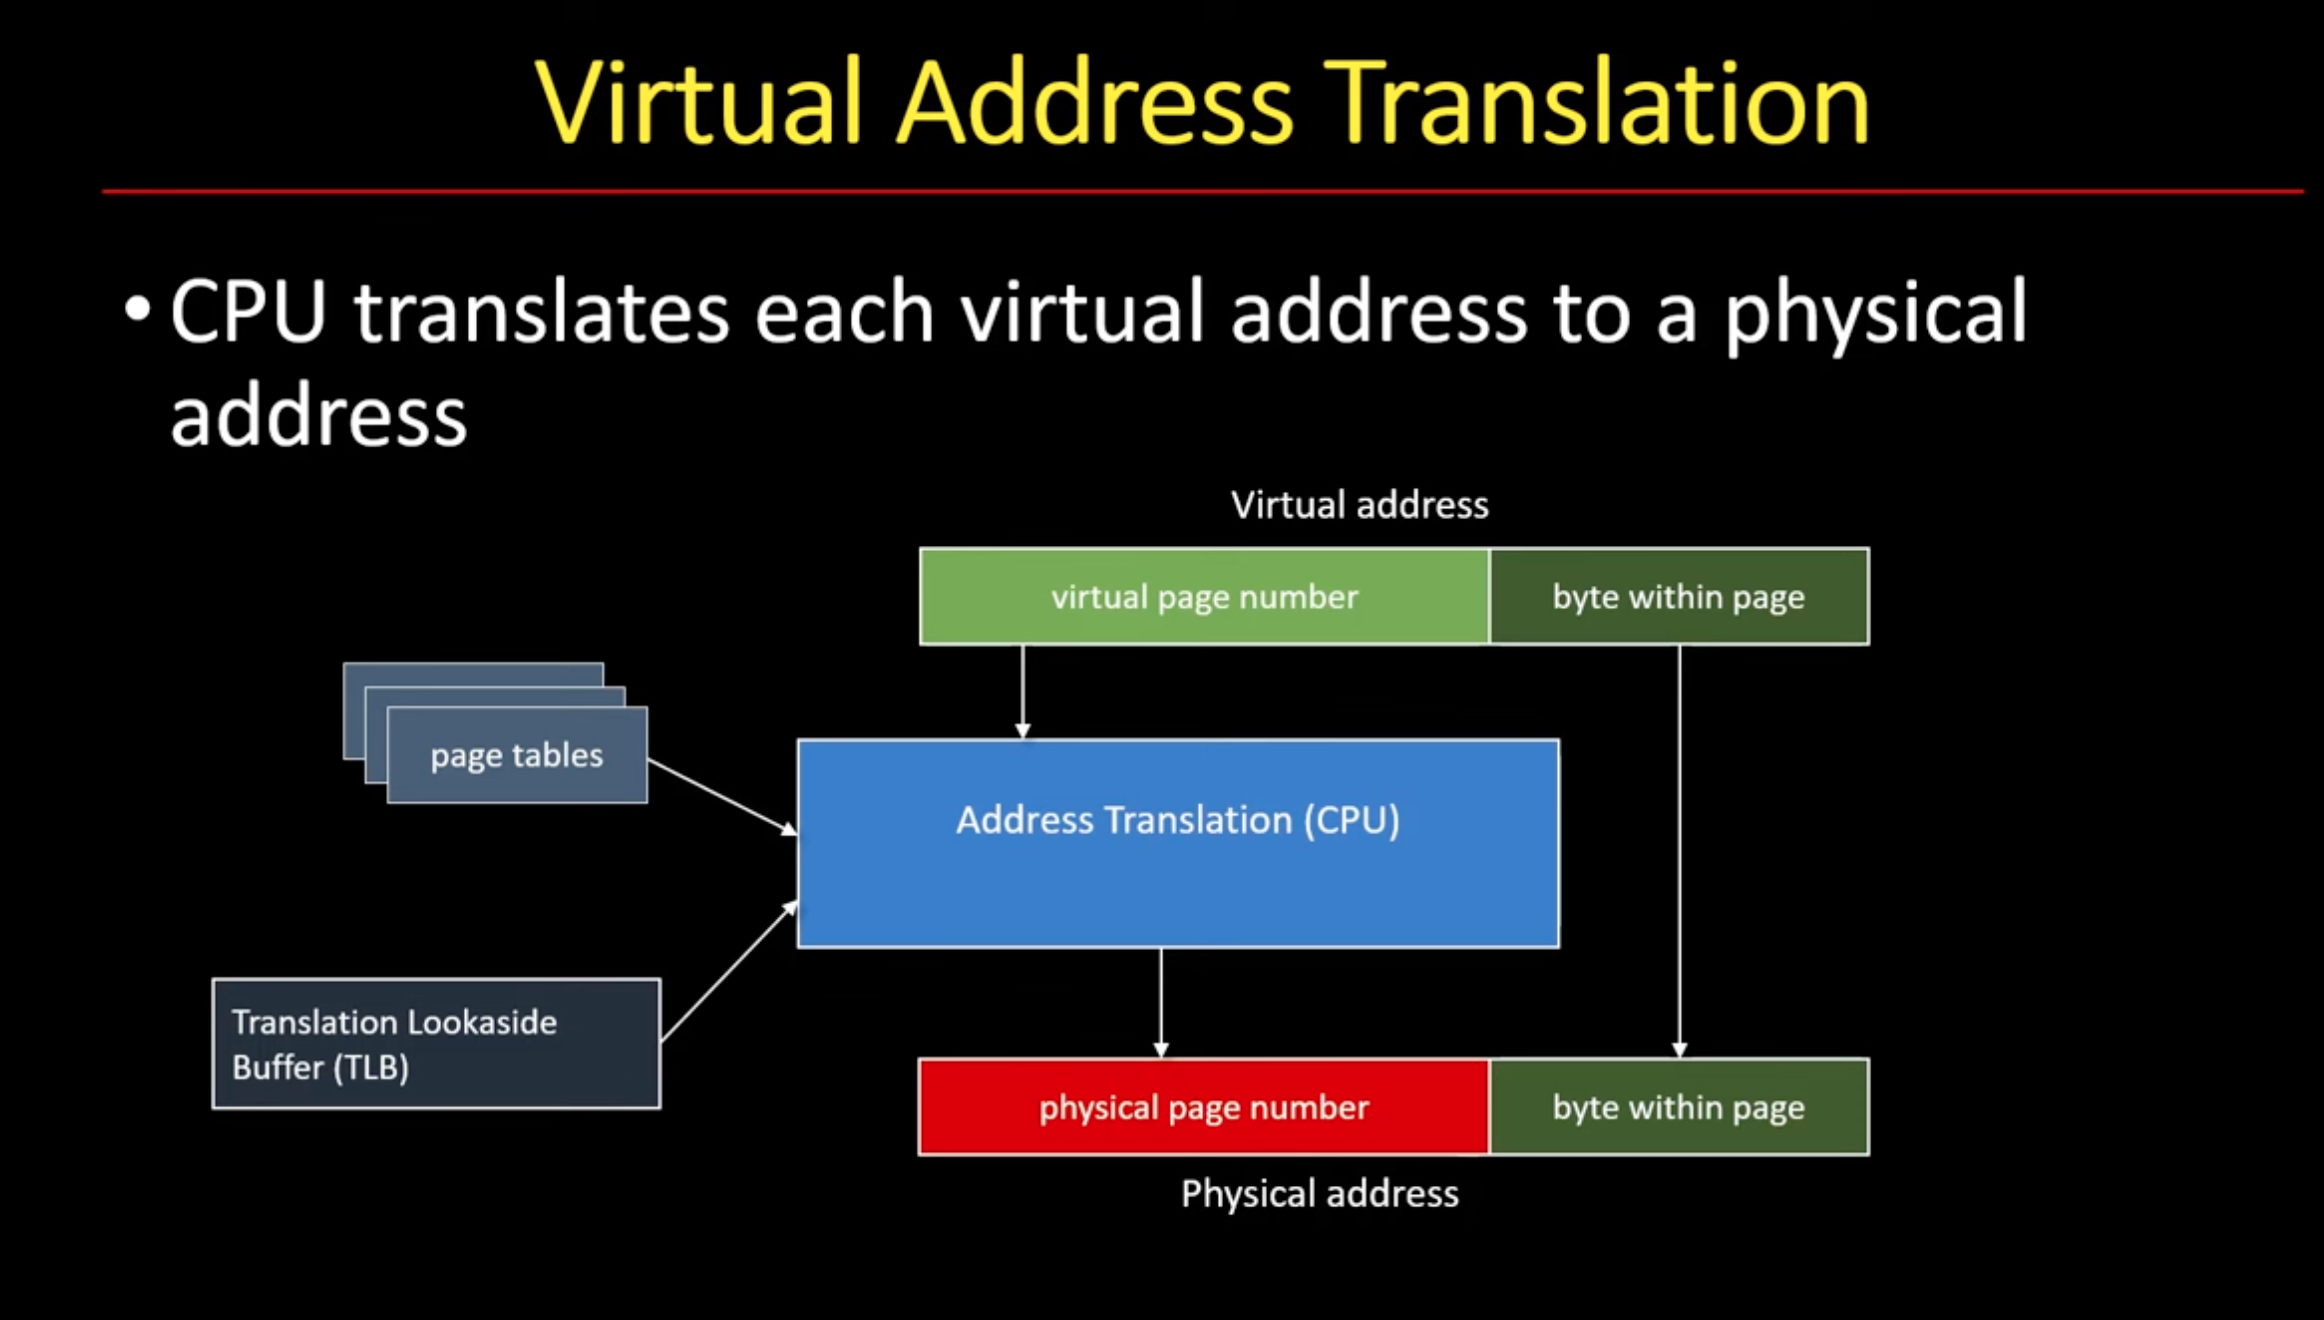 Virtual Address Translation
• CPU translates each virtual address to a physical
address
Virtual address
virtual page number
byte within page
page tables
Address Translation (CPU)
Translation Lookaside
Buffer (TLB)
physical page number
byte within page
Physical address